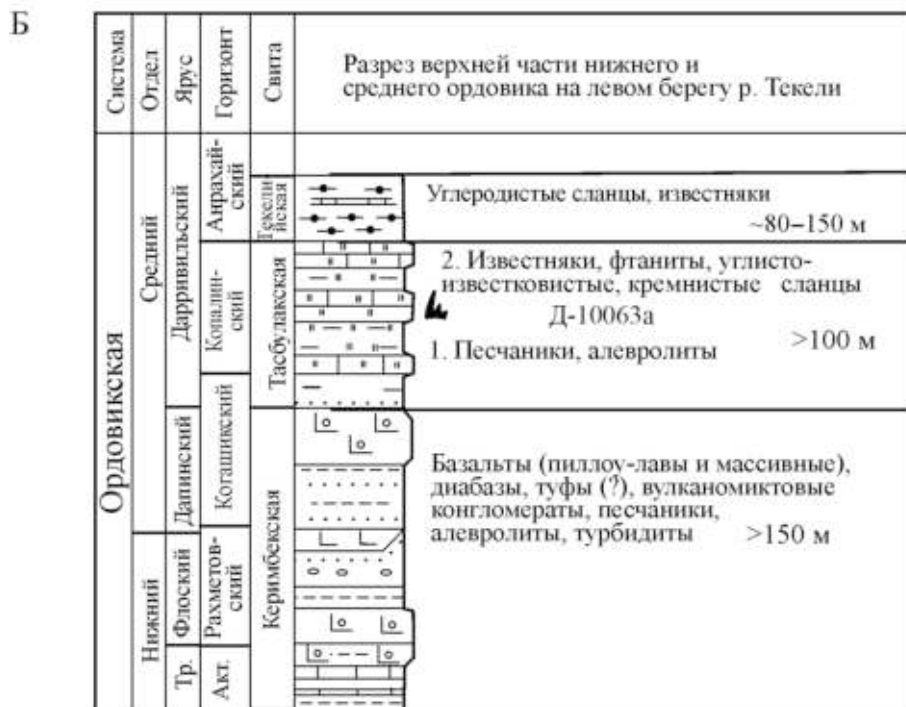 Б
Система
Отдел
Ярус
Горизонт
Свита
Разрез верхней части нижнего и
среднего ордовика на левом берегу р. Текели
Ордовикская
Средний
Нижний
Дарривильский
Дапинский
Флоский
Тр.
Анрахай-
ский
Копалин-
ский
Когашикский
Рахметов-
ский
Акт.
Текели
йская
Тасбулакская
Керимбекская
Углеродистые сланцы, известняки
~80–150 м
2. Известняки, фтаниты, углисто-
известковистые, кремнистые сланцы
Д-10063а
1. Песчаники, алевролиты >100 м
Базальты (пиллоу-лавы и массивные),
диабазы, туфы (?), вулканомиктовые
конгломераты, песчаники,
алевролиты, турбидиты >150 м